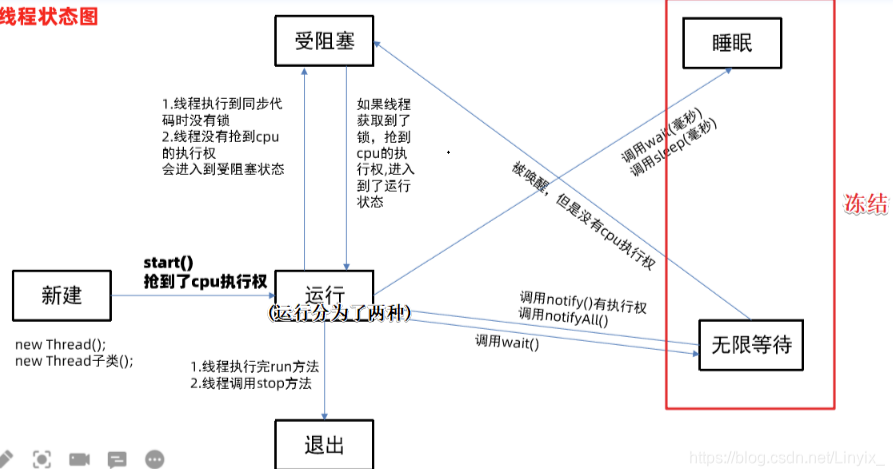 线程状态图
受阻塞
睡眠
1.线程执行到同步代
码时没有锁
2.线程没有抢到cpu
的执行权
会进入到受阻塞状态
如果线程
获取到了
锁，抢到
cpu的执
行权,进入
到了运行
状态
调用wait(毫秒)
调用sleep(毫秒)
被唤醒，但是没有cpu执行权
冻结
start()
抢到了cpu执行权
新建
运行
(运行分为了两种)
调用notify()有执行权
调用notifyAll()
调用wait()
无限等待
new Thread();
new Thread子类();
1.线程执行完run方法
2.线程调用stop方法
退出
https://blog.csdn.net/Linyix_